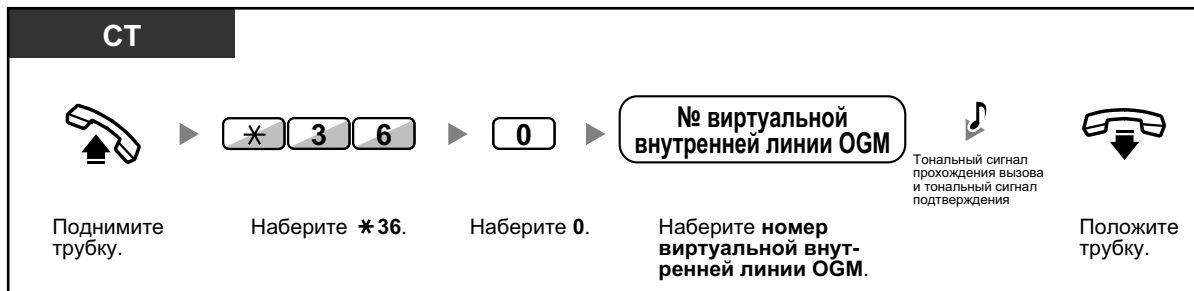 СТ
✳ 3 6
0
№ виртуальной
внутренней линии OGM
Тональный сигнал
прохождения вызова
и тональный сигнал
подтверждения
Поднимите
трубку.
Наберите ✳36.
Наберите 0.
Наберите номер
виртуальной внут-
ренней линии OGM.
Положите
трубку.